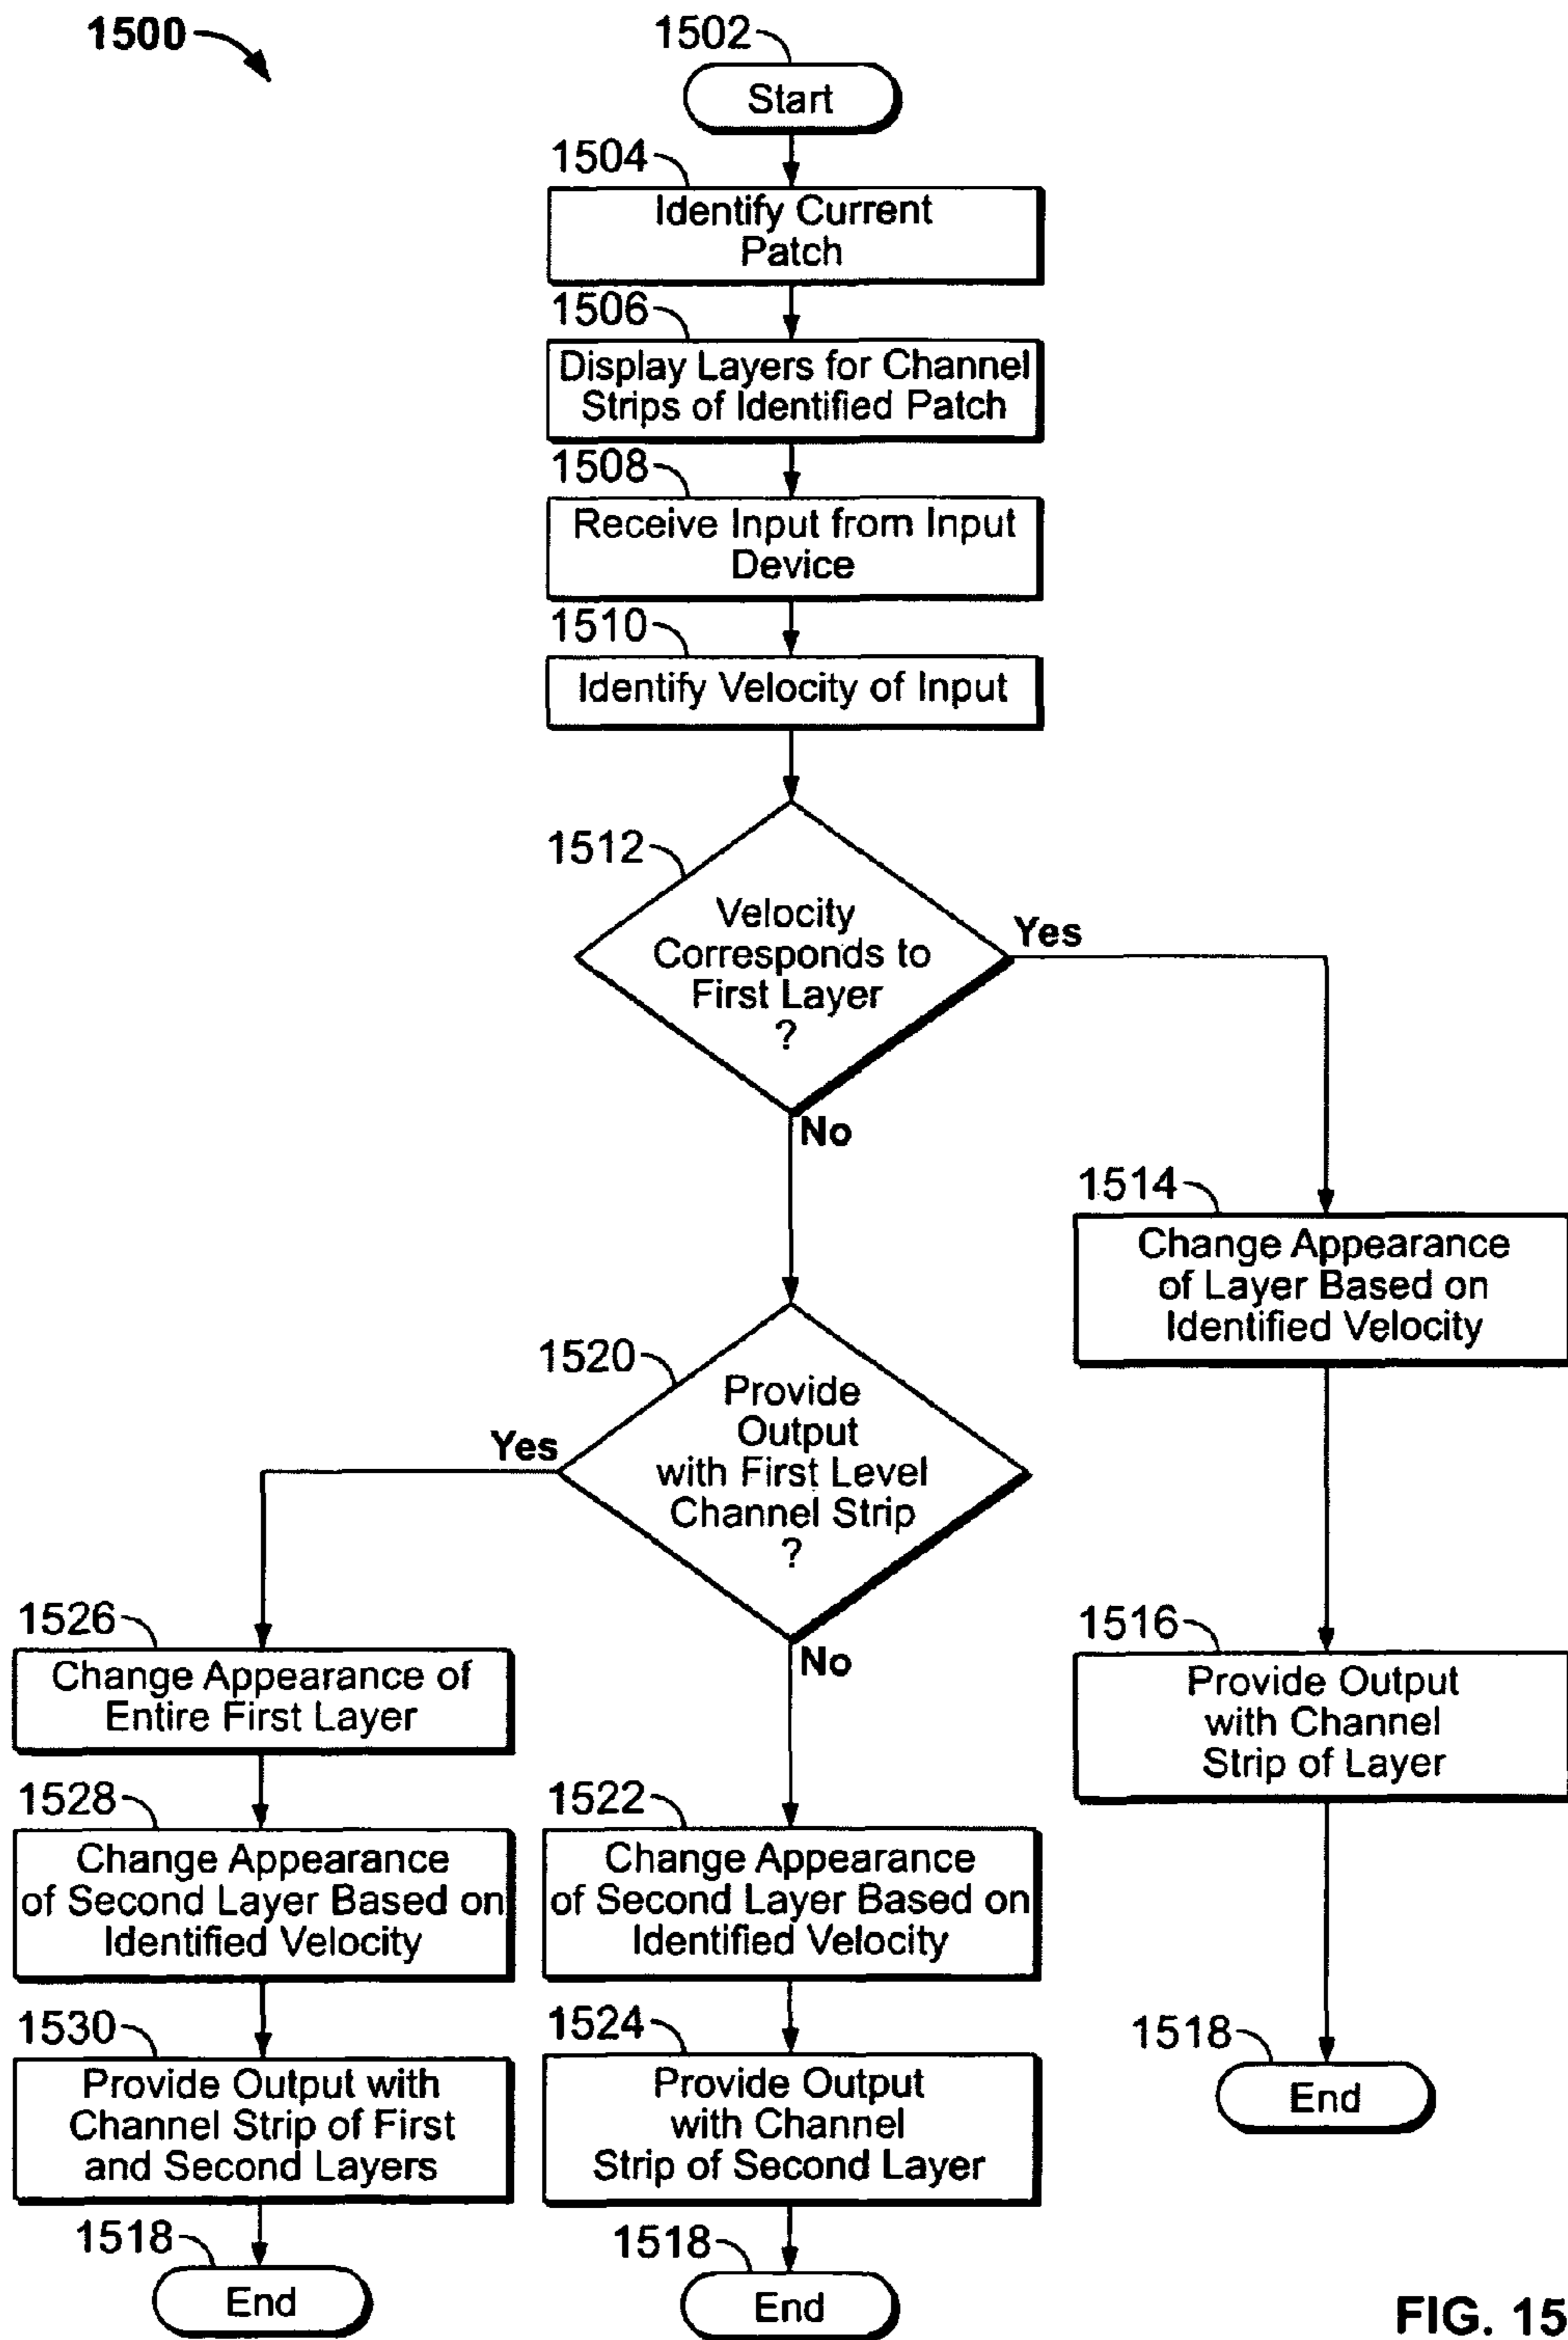 1500
1502
Start
1504
Identify Current
Patch
1506
Display Layers for Channel
Strips of Identified Patch
1508
Receive Input from Input
Device
1510
Identify Velocity of Input
1512
Velocity
Corresponds to
First Layer
?
Yes
No
1514
Change Appearance
of Layer Based on
Identified Velocity
1516
Provide Output
with Channel
Strip of Layer
1518
End
1520
Provide
Output
with First Level
Channel Strip
?
Yes
No
1526
Change Appearance of
Entire First Layer
1528
Change Appearance
of Second Layer Based on
Identified Velocity
1530
Provide Output with
Channel Strip of First
and Second Layers
1518
End
1522
Change Appearance
of Second Layer Based on
Identified Velocity
1524
Provide Output
with Channel
Strip of Second Layer
1518
End
FIG. 15